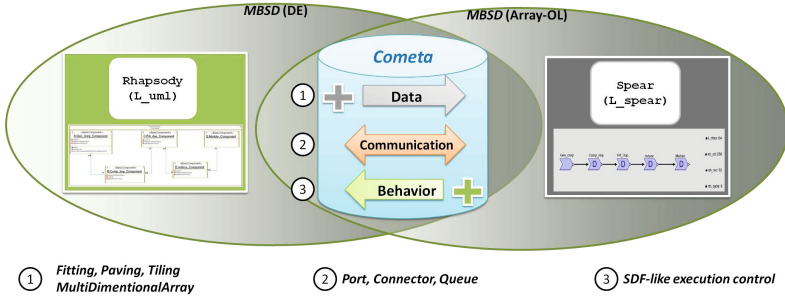 MBSD (DE)
MBSD (Array-OL)
Cometa
Rhapsody
(L_uml)
Spear
(L_spear)
1
Data
2
Communication
3
Behavior
1
Fitting, Paving, Tiling
MultiDimentionalArray
2
Port, Connector, Queue
3
SDF-like execution control